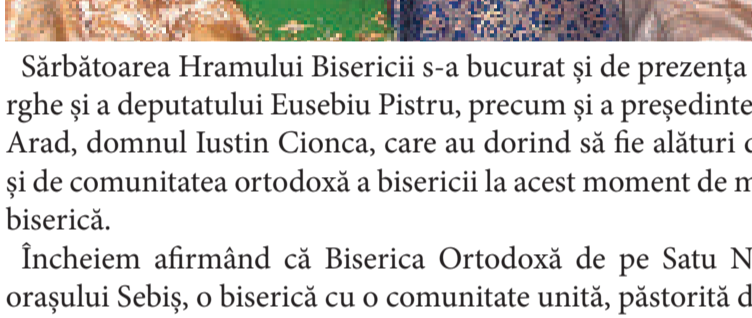 Sărbătoarea Hramului Bisericii s-a bucurat și de prezența
rghe și a deputatului Eusebiu Pistru, precum și a președinte
Arad, domnul Iustin Cionca, care au dorind să fie alături
și de comunitatea ortodoxă a bisericii la acest moment de
biserică.
Încheiem afirmând că Biserica Ortodoxă de pe Satu N
orașului Sebiș, o biserică cu o comunitate unită, păstorită d